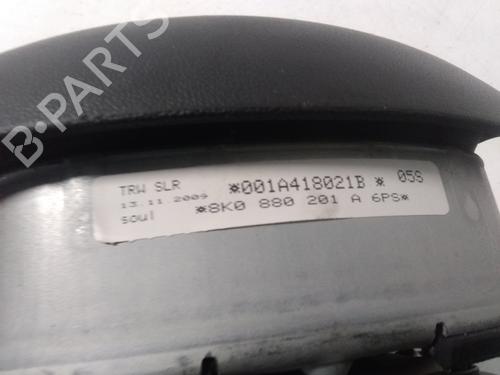 TRW SLR *001A418021B * 05S
13.11.2009
soul *8K0 880 201 A 6PS*
B PARTS